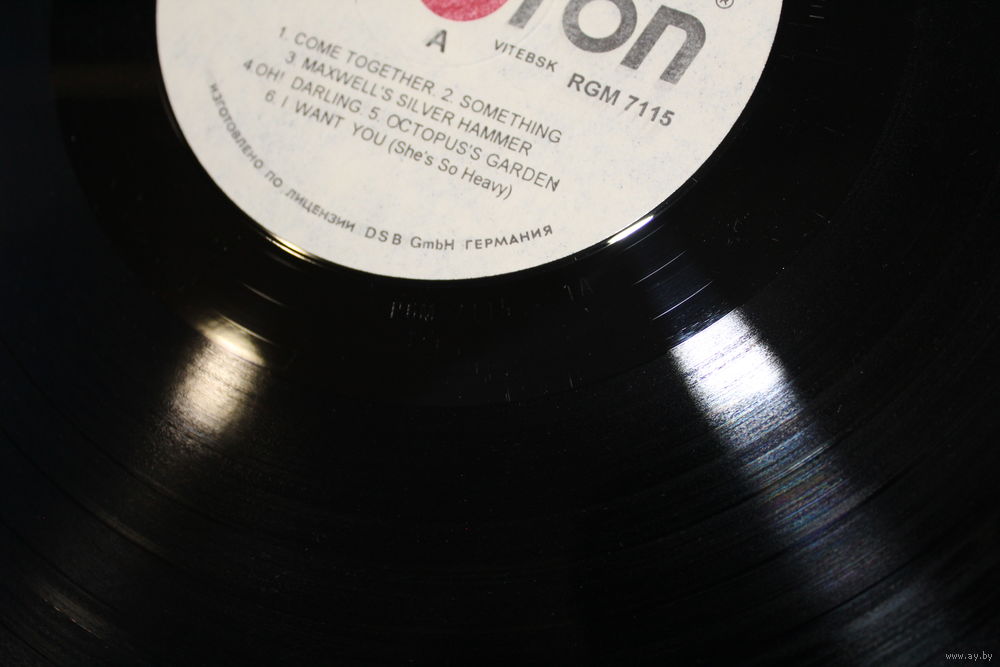 ron ®
A
VITEBSK RGM 7115
1. COME TOGETHER. 2. SOMETHING
3. MAXWELL'S SILVER HAMMER
4.OH! DARLING. 5. OCTOPUS'S GARDEN
6. I WANT YOU (She's So Heavy)
ИЗГОТОВЛЕНО ПО ЛИЦЕНЗИИ DSB GmbH ГЕРМАНИЯ
www.ay.by